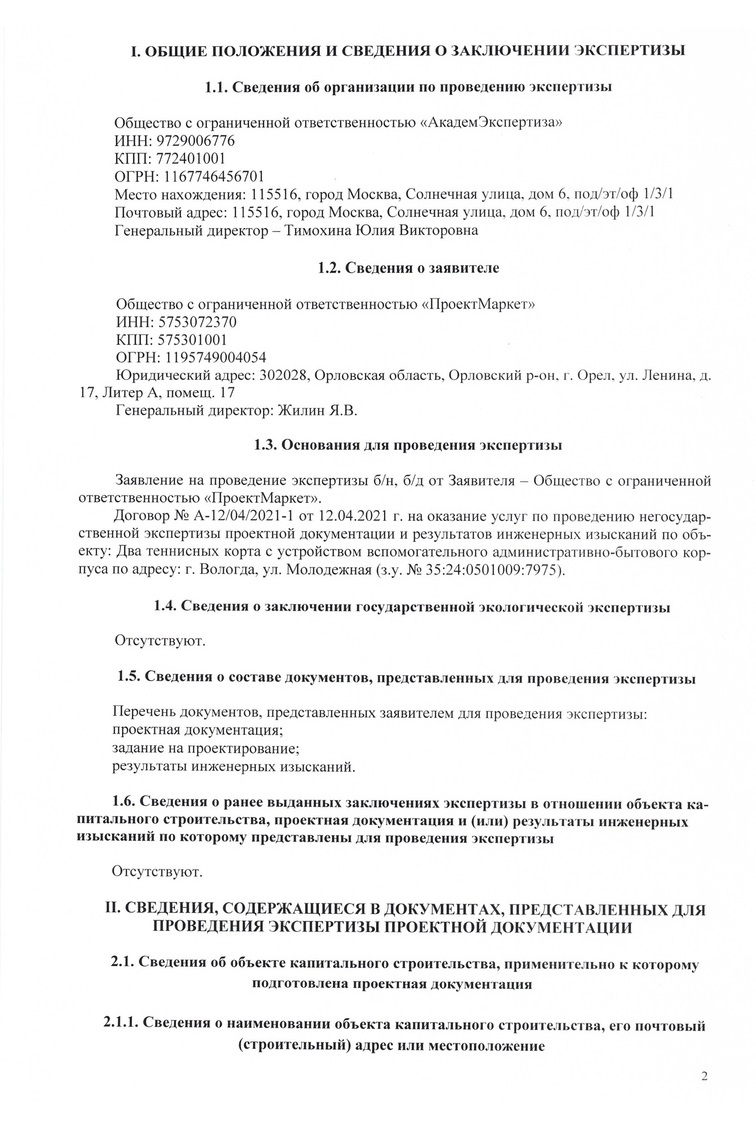 I. ОБЩИЕ ПОЛОЖЕНИЯ И СВЕДЕНИЯ О ЗАКЛЮЧЕНИИ ЭКСПЕРТИЗЫ
1.1. Сведения об организации по проведению экспертизы
Общество с ограниченной ответственностью «АкадемЭкспертиза»
ИНН: 9729006776
КПП: 772401001
ОГРН: 1167746456701
Место нахождения: 115516, город Москва, Солнечная улица, дом 6, под/эт/оф 1/3/1
Почтовый адрес: 115516, город Москва, Солнечная улица, дом 6, под/эт/оф 1/3/1
Генеральный директор – Тимохина Юлия Викторовна
1.2. Сведения о заявителе
Общество с ограниченной ответственностью «ПроектМаркет»
ИНН: 5753072370
КПП: 575301001
ОГРН: 1195749004054
Юридический адрес: 302028, Орловская область, Орловский р-он, г. Орел, ул. Ленина, д.
17, Литер А, помещ. 17
Генеральный директор: Жилин Я.В.
1.3. Основания для проведения экспертизы
Заявление на проведение экспертизы б/н, б/д от Заявителя – Общество с ограниченной
ответственностью «ПроектМаркет».
Договор № А-12/04/2021-1 от 12.04.2021 г. на оказание услуг по проведению негосудар-
ственной экспертизы проектной документации и результатов инженерных изысканий по объ-
екту: Два теннисных корта с устройством вспомогательного административно-бытового кор-
пуса по адресу: г. Вологда, ул. Молодежная (з.у. № 35:24:0501009:7975).
1.4. Сведения о заключении государственной экологической экспертизы
Отсутствуют.
1.5. Сведения о составе документов, представленных для проведения экспертизы
Перечень документов, представленных заявителем для проведения экспертизы:
проектная документация;
задание на проектирование;
результаты инженерных изысканий.
1.6. Сведения о ранее выданных заключениях экспертизы в отношении объекта ка-
питального строительства, проектная документация и (или) результаты инженерных
изысканий по которому представлены для проведения экспертизы
Отсутствуют.
II. СВЕДЕНИЯ, СОДЕРЖАЩИЕСЯ В ДОКУМЕНТАХ, ПРЕДСТАВЛЕННЫХ ДЛЯ
ПРОВЕДЕНИЯ ЭКСПЕРТИЗЫ ПРОЕКТНОЙ ДОКУМЕНТАЦИИ
2.1. Сведения об объекте капитального строительства, применительно к которому
подготовлена проектная документация
2.1.1. Сведения о наименовании объекта капитального строительства, его почтовый
(строительный) адрес или местоположение
2